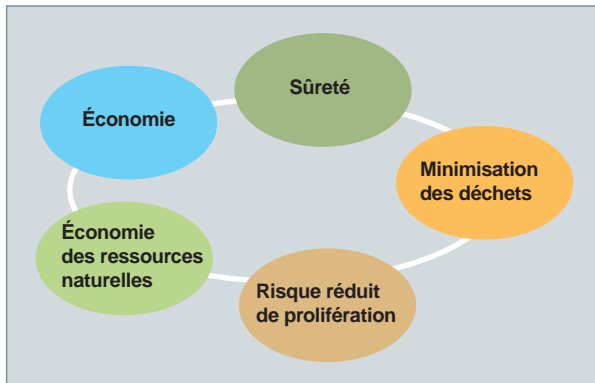 Sûreté
Économie
Minimisation
des déchets
Économie
des ressources
naturelles
Risque réduit
de prolifération